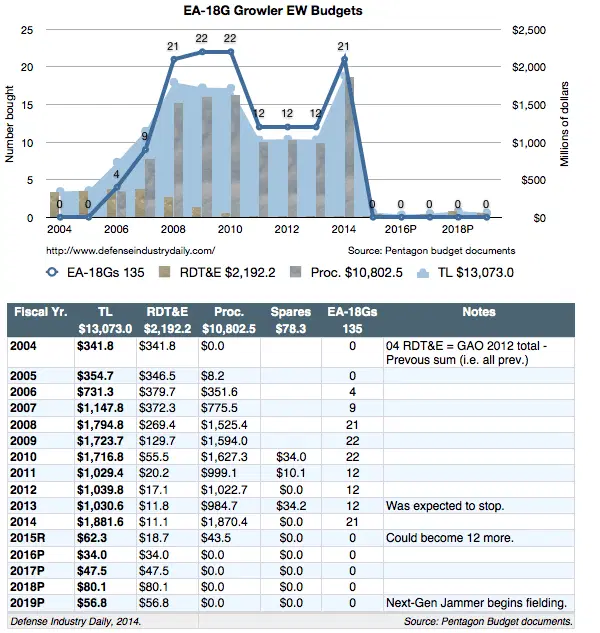 EA-18G Growler EW Budgets
25 $2,500
20 $2,000
15 $1,500
10 $1,000
5 $500
0 $0
Number bought
Millions of dollars
0 0 4 9 21 22 22 12 12 12 21 0 0 0 0 0
2004 2006 2008 2010 2012 2014 2016P 2018P
http://www.defenseindustrydaily.com/ Source: Pentagon budget documents
EA-18Gs 135 RDT&E $2,192.2 Proc. $10,802.5 TL $13,073.0
Fiscal Yr. TL RDT&E Proc. Spares EA-18Gs Notes
$13,073.0 $2,192.2 $10,802.5 $78.3 135
2004 $341.8 $341.8 $0.0 0 04 RDT&E = GAO 2012 total -
Prevous sum (i.e. all prev.)
2005 $354.7 $346.5 $8.2 0
2006 $731.3 $379.7 $351.6 4
2007 $1,147.8 $372.3 $775.5 9
2008 $1,794.8 $269.4 $1,525.4 21
2009 $1,723.7 $129.7 $1,594.0 22
2010 $1,716.8 $55.5 $1,627.3 $34.0 22
2011 $1,029.4 $20.2 $999.1 $10.1 12
2012 $1,039.8 $17.1 $1,022.7 $0.0 12
2013 $1,030.6 $11.8 $984.7 $34.2 12 Was expected to stop.
2014 $1,881.6 $11.1 $1,870.4 $0.0 21
2015R $62.3 $18.7 $43.5 $0.0 0 Could become 12 more.
2016P $34.0 $34.0 $0.0 $0.0 0
2017P $47.5 $47.5 $0.0 $0.0 0
2018P $80.1 $80.1 $0.0 $0.0 0
2019P $56.8 $56.8 $0.0 $0.0 0 Next-Gen Jammer begins fielding.
Defense Industry Daily, 2014. Source: Pentagon Budget documents.